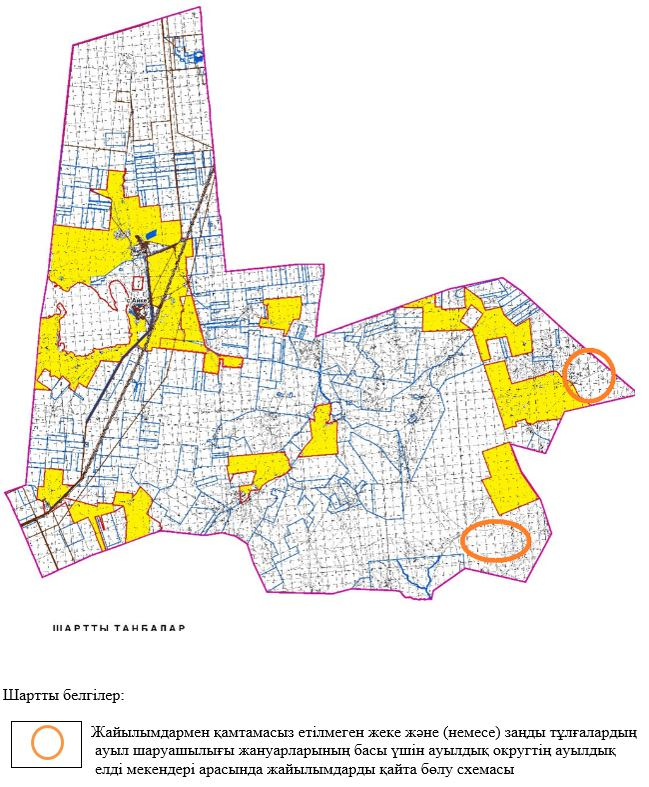 с.Айке
ШАРТТЫ ТАҢБАЛАР
Шартты белгілер:
Жайылымдармен қамтамасыз етілмеген жеке және (немесе) заңды тұлғалардың
ауыл шаруашылығы жануарларының басы үшін ауылдық округтің ауылдық
елді мекендері арасында жайылымдарды қайта бөлу схемасы